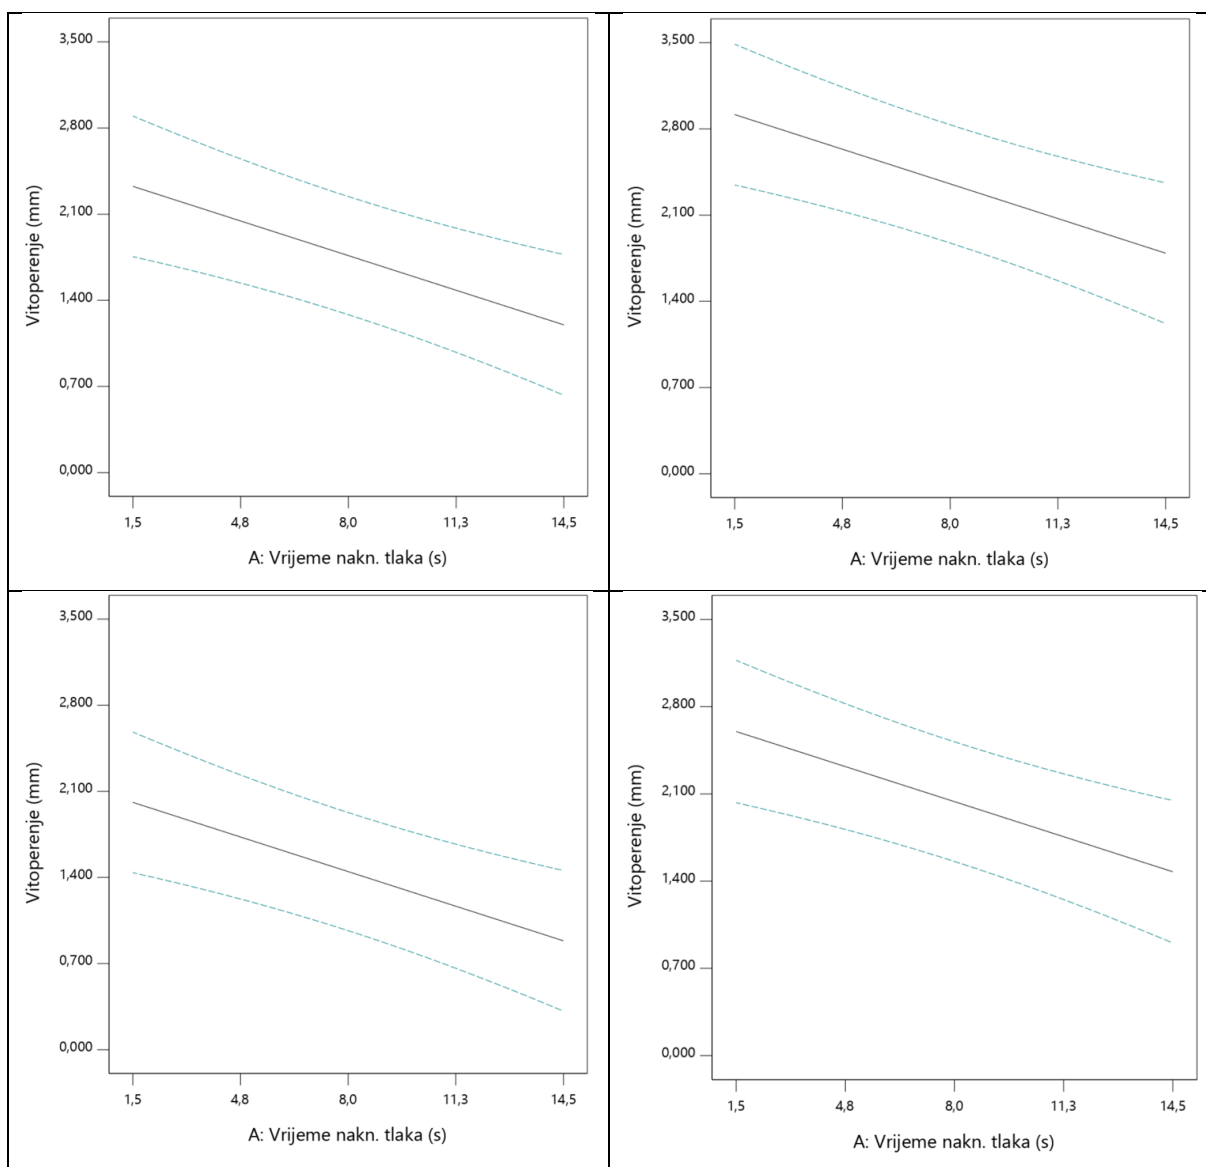 3,500
2,800
2,100
1,400
0,700
0,000
Vitoperenje (mm)
1,5 4,8 8,0 11,3 14,5
A: Vrijeme nakn. tlaka (s)
3,500
2,800
2,100
1,400
0,700
0,000
Vitoperenje (mm)
1,5 4,8 8,0 11,3 14,5
A: Vrijeme nakn. tlaka (s)
3,500
2,800
2,100
1,400
0,700
0,000
Vitoperenje (mm)
1,5 4,8 8,0 11,3 14,5
A: Vrijeme nakn. tlaka (s)
3,500
2,800
2,100
1,400
0,700
0,000
Vitoperenje (mm)
1,5 4,8 8,0 11,3 14,5
A: Vrijeme nakn. tlaka (s)